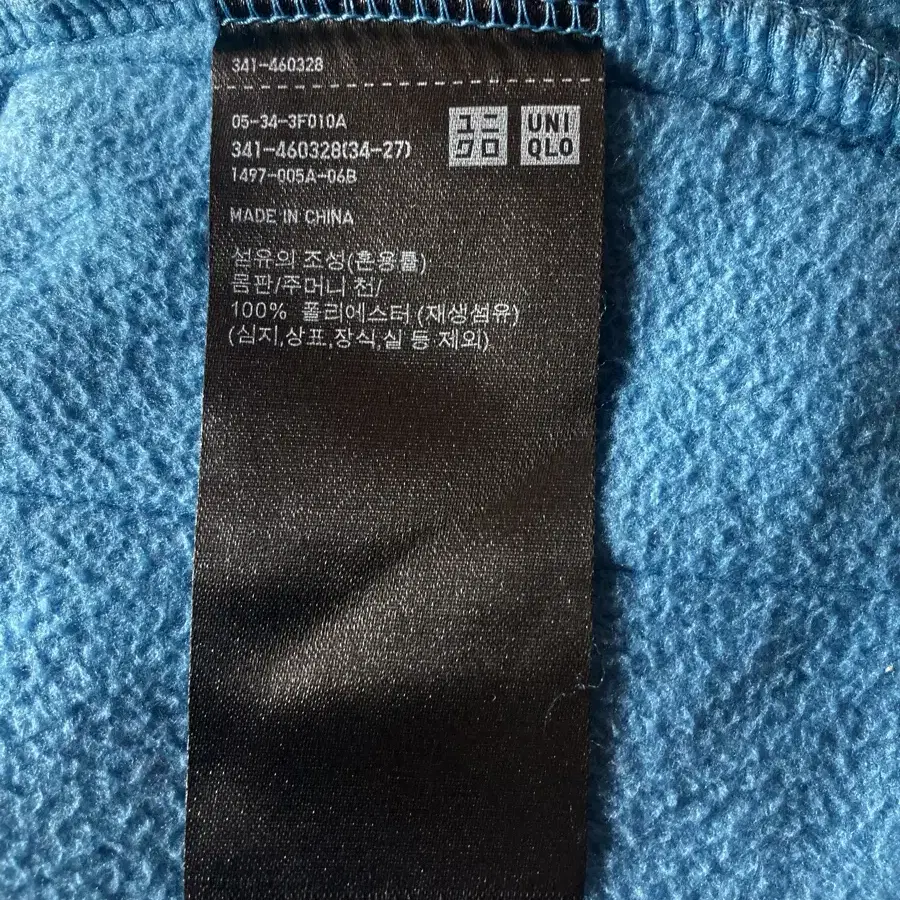 341-460328
05-34-3F010A
341-460328(34-27)
1497-005A-06B
ユニ
クロ
UNI
QLO
MADE IN CHINA
섬유의 조성(혼용률)
몸판/주머니 천/
100% 폴리에스터 (재생섬유)
(심지,상표,장식,실 등 제외)